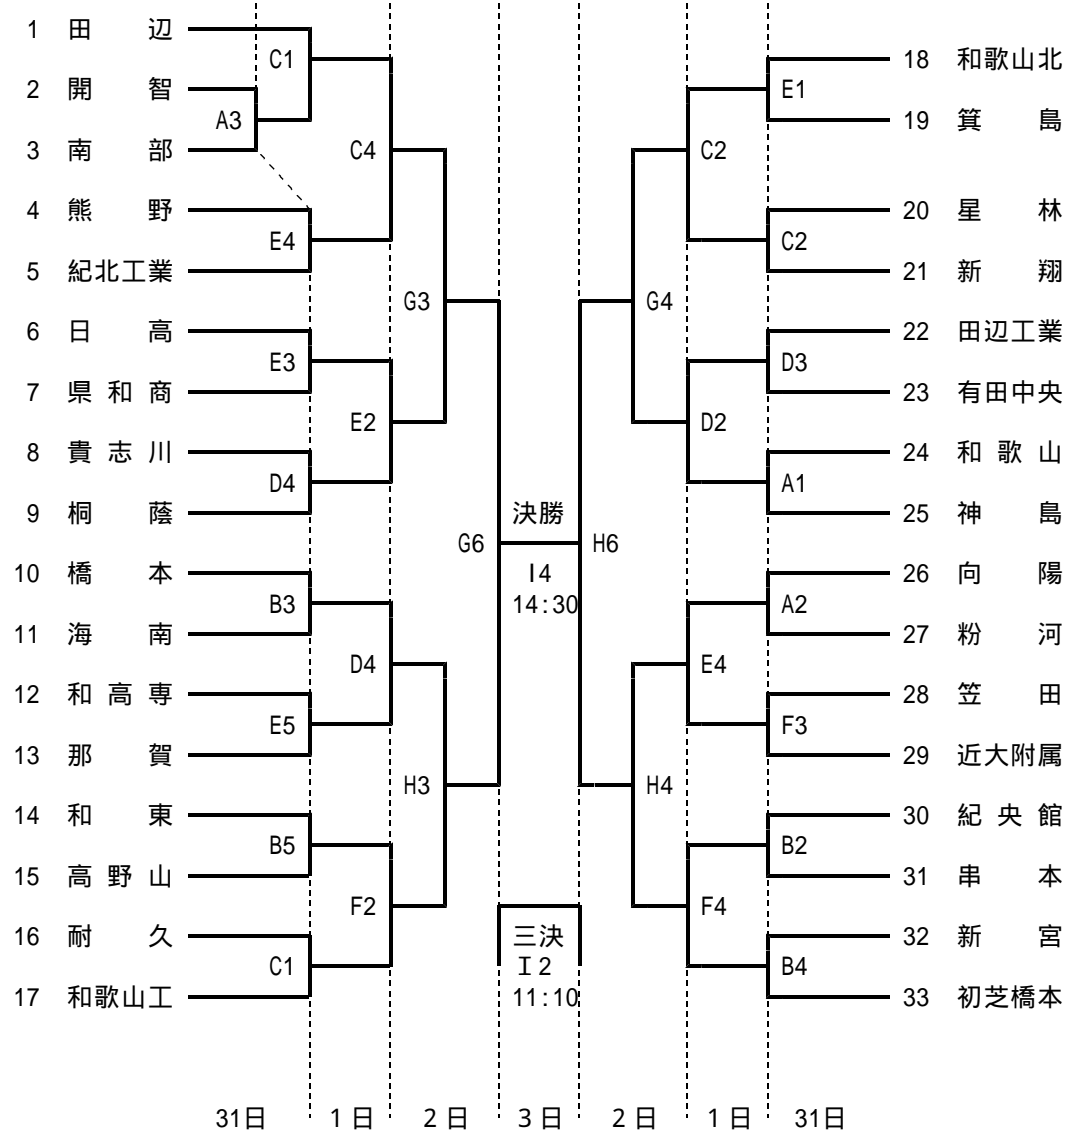 1 田 辺
2 開 智
3 南 部
4 熊 野
5 紀北工業
6 日 高
7 県 和 商
8 貴 志 川
9 桐 蔭
10 橋 本
11 海 南
12 和 高 専
13 那 賀
14 和 東
15 高 野 山
16 耐 久
17 和歌山工
C1
A3
E4
E3
D4
B3
E5
B5
C1
C4
E2
D4
F2
G3
H3
G6
決勝
I4
14:30
三決
I2
11:10
H6
G4
H4
C2
D2
E4
F4
E1
C2
D3
A1
A2
F3
B2
B4
18 和歌山北
19 箕 島
20 星 林
21 新 翔
22 田辺工業
23 有田中央
24 和 歌 山
25 神 島
26 向 陽
27 粉 河
28 笠 田
29 近大附属
30 紀 央 館
31 串 本
32 新 宮
33 初芝橋本
31日 1日 2日 3日 2日 1日 31日